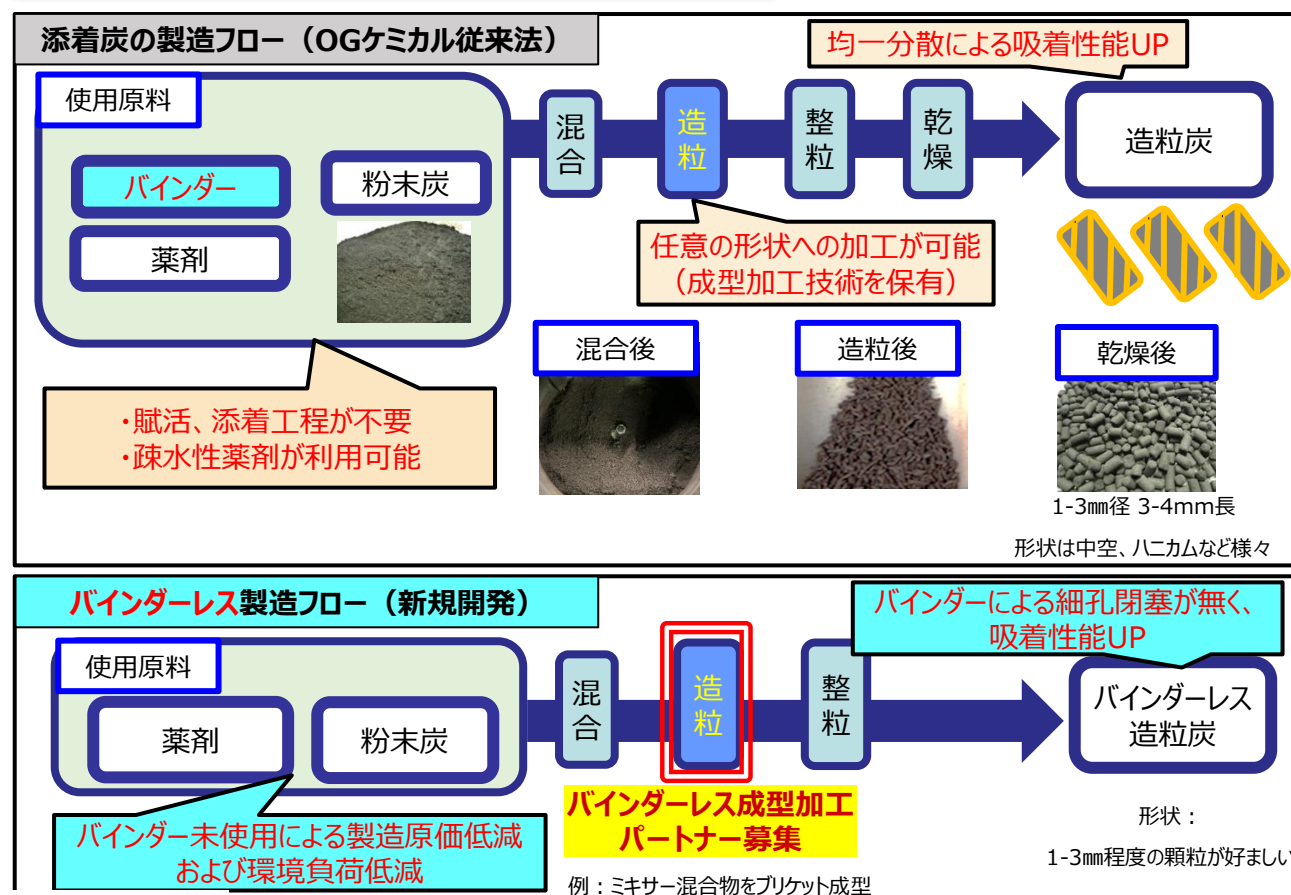 添着炭の製造フロー（OGケミカル従来法）
均一分散による吸着性能UP
使用原料
バインダー
粉末炭
薬剤
混合
造粒
整粒
乾燥
造粒炭
任意の形状への加工が可能
（成型加工技術を保有）
・賦活、添着工程が不要
・疎水性薬剤が利用可能
混合後
造粒後
乾燥後
1-3㎜径 3-4mm長
形状は中空、ハニカムなど様々
バインダーレス製造フロー（新規開発）
バインダーによる細孔閉塞が無く、
吸着性能UP
使用原料
薬剤
粉末炭
混合
造粒
整粒
バインダーレス
造粒炭
バインダー未使用による製造原価低減
および環境負荷低減
バインダーレス成型加工
パートナー募集
例：ミキサー混合物をブリケット成型
形状：
1-3㎜程度の顆粒が好ましい